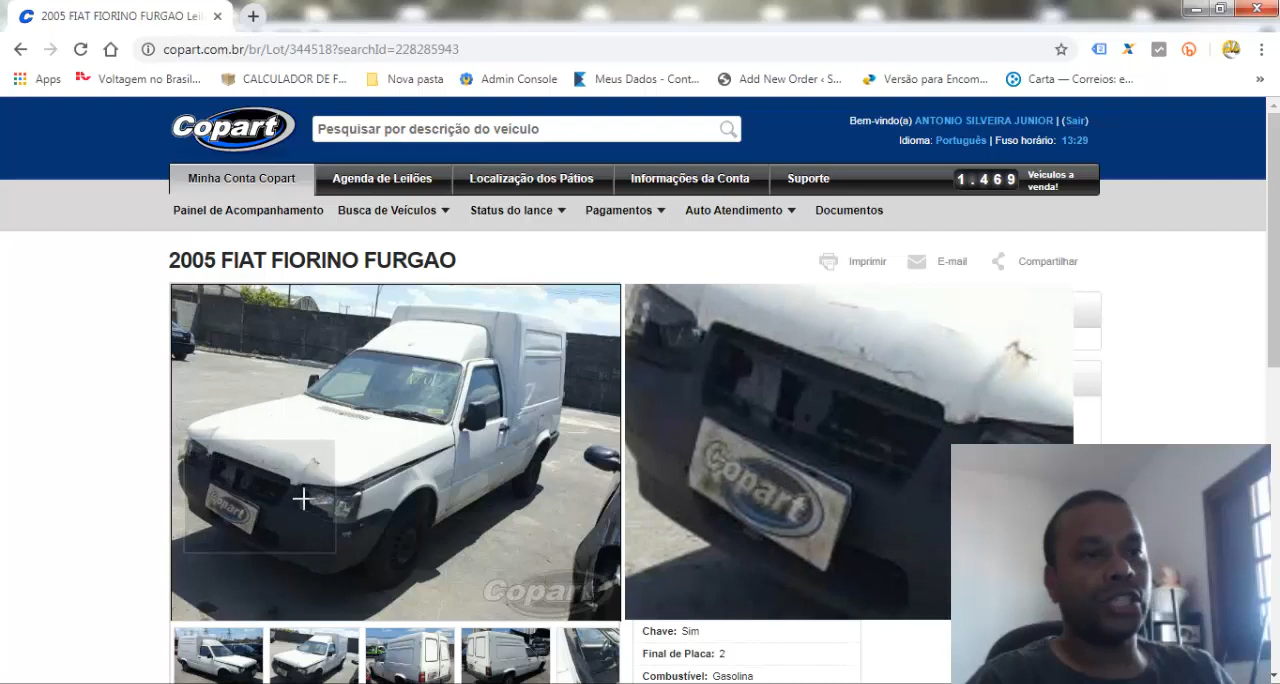 2005 FIAT FIORINO FURGAO Leil
copart.com.br/br/Lot/344518?searchId=228285943
Apps Voltagem no Brasil... CALCULADOR DE F... Nova pasta Admin Console Meus Dados - Cont... Add New Order ‹ S... Versão para Encom... Carta — Correios: e... »
Copart
Pesquisar por descrição do veículo
Bem-vindo(a) ANTONIO SILVEIRA JUNIOR | (Sair)
Idioma: Português | Fuso horário: 13:29
Minha Conta Copart Agenda de Leilões Localização dos Pátios Informações da Conta Suporte 1.469 Veículos a venda!
Painel de Acompanhamento Busca de Veículos Status do lance Pagamentos Auto Atendimento Documentos
2005 FIAT FIORINO FURGAO
Imprimir E-mail Compartilhar
Copart
Copart
Copart
Chave: Sim
Final de Placa: 2
Combustível: Gasolina